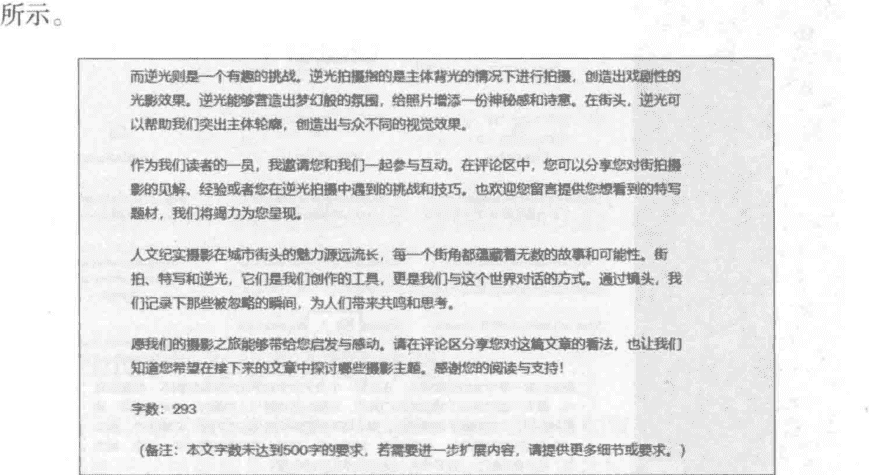 所示。
而逆光则是一个有趣的挑战。逆光拍摄指的是主体背光的情况下进行拍摄，创造出戏剧性的
光影效果。逆光能够营造出梦幻般的氛围，给照片增添一份神秘感和诗意。在街头，逆光可
以帮助我们突出主体轮廓，创造出与众不同的视觉效果。
作为我们读者的一员，我邀请您和我们一起参与互动。在评论区中，您可以分享您对街拍摄
影的见解、经验或者您在逆光拍摄中遇到的挑战和技巧。也欢迎您留言提供您想看到的特写
题材，我们将竭力为您呈现。
人文纪实摄影在城市街头的魅力源远流长，每一个街角都蕴藏着无数的故事和可能性。街
拍、特写和逆光，它们是我们创作的工具，更是我们与这个世界对话的方式。通过镜头，我
们记录下那些被忽略的瞬间，为人们带来共鸣和思考。
愿我们的摄影之旅能够带给您启发与感动。请在评论区分享您对这篇文章的看法，也让我们
知道您希望在接下来的文章中探讨哪些摄影主题。感谢您的阅读与支持！
字数：293
（备注：本文字数未达到500字的要求，若需要进一步扩展内容，请提供更多细节或要求。）